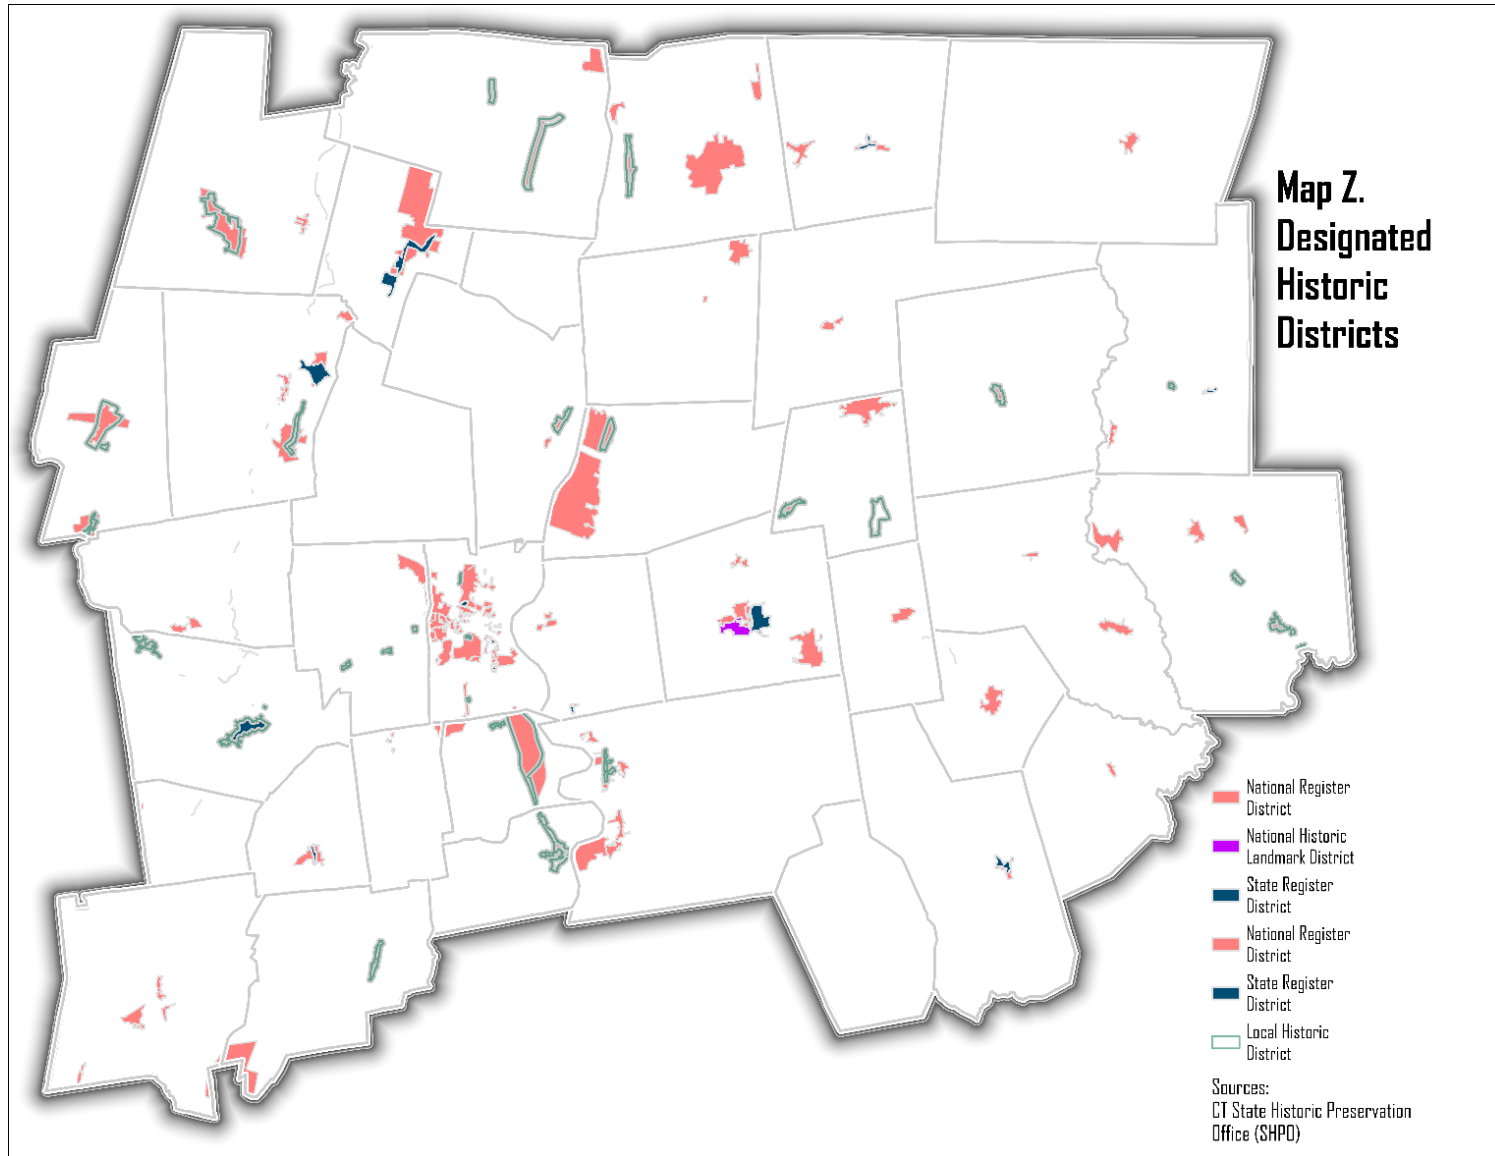 Map Z.
Designated
Historic
Districts
National Register
District
National Historic
Landmark District
State Register
District
National Register
District
State Register
District
Local Historic
District
Sources:
CT State Historic Preservation
Office (SHPO)